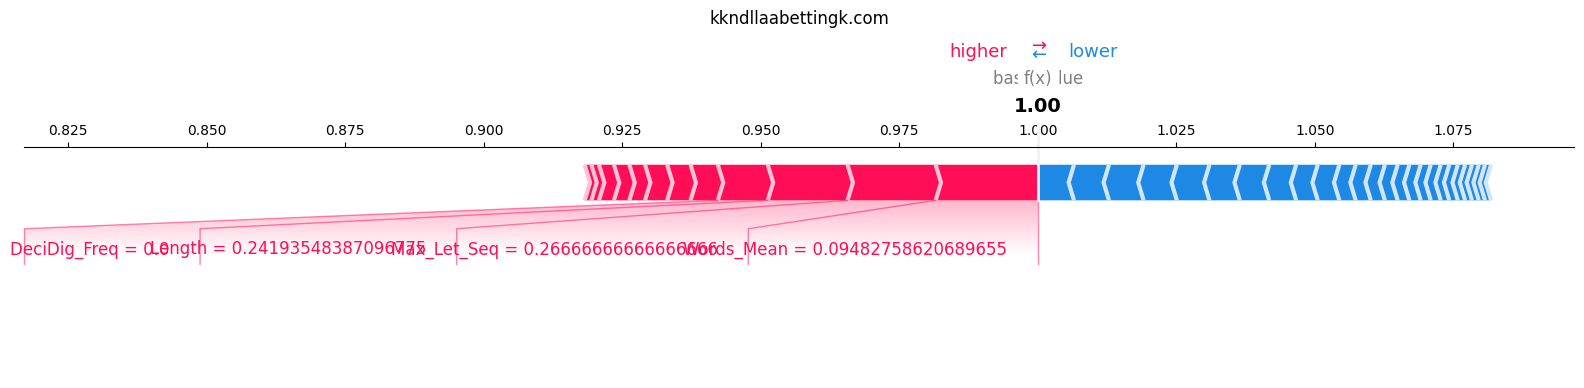 kkndllaabettingk.com
higher → ← lower
bas f(x) lue
1.00
0.825 0.850 0.875 0.900 0.925 0.950 0.975 1.000 1.025 1.050 1.075
DeciDig_Freq = 0.0 Length = 0.24193548387096775 Max_Let_Seq = 0.26666666666666666 Words_Mean = 0.09482758620689655